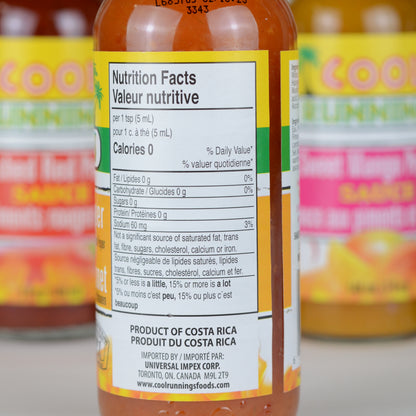 3343
Nutrition Facts
Valeur nutritive
per 1 tsp (5 mL)
pour 1 c. à thé (5 mL)
Calories 0
% Daily Value*
% valeur quotidienne*
Fat / Lipides 0 g 0%
Carbohydrate / Glucides 0 g 0%
Sugars 0 g
Protein/ Protéines 0 g
Sodium 60 mg 3%
Not a significant source of saturated fat, trans
fat, fibre, sugars, cholesterol, calcium or iron.
Source négligeable de lipides saturés, lipides
trans, fibres, sucres, cholestérol, calcium et fer.
*5% or less is a little, 15% or more is a lot
*5% ou moins c'est peu, 15% ou plus c'est
beaucoup
PRODUCT OF COSTA RICA
PRODUIT DU COSTA RICA
IMPORTED BY / IMPORTÉ PAR:
UNIVERSAL IMPEX CORP.
TORONTO, ON. CANADA M9L 2T9
www.coolrunningsfoods.com
COOL
RUNNING
SAUCE
COOL
RUNNINGS
SAUCE